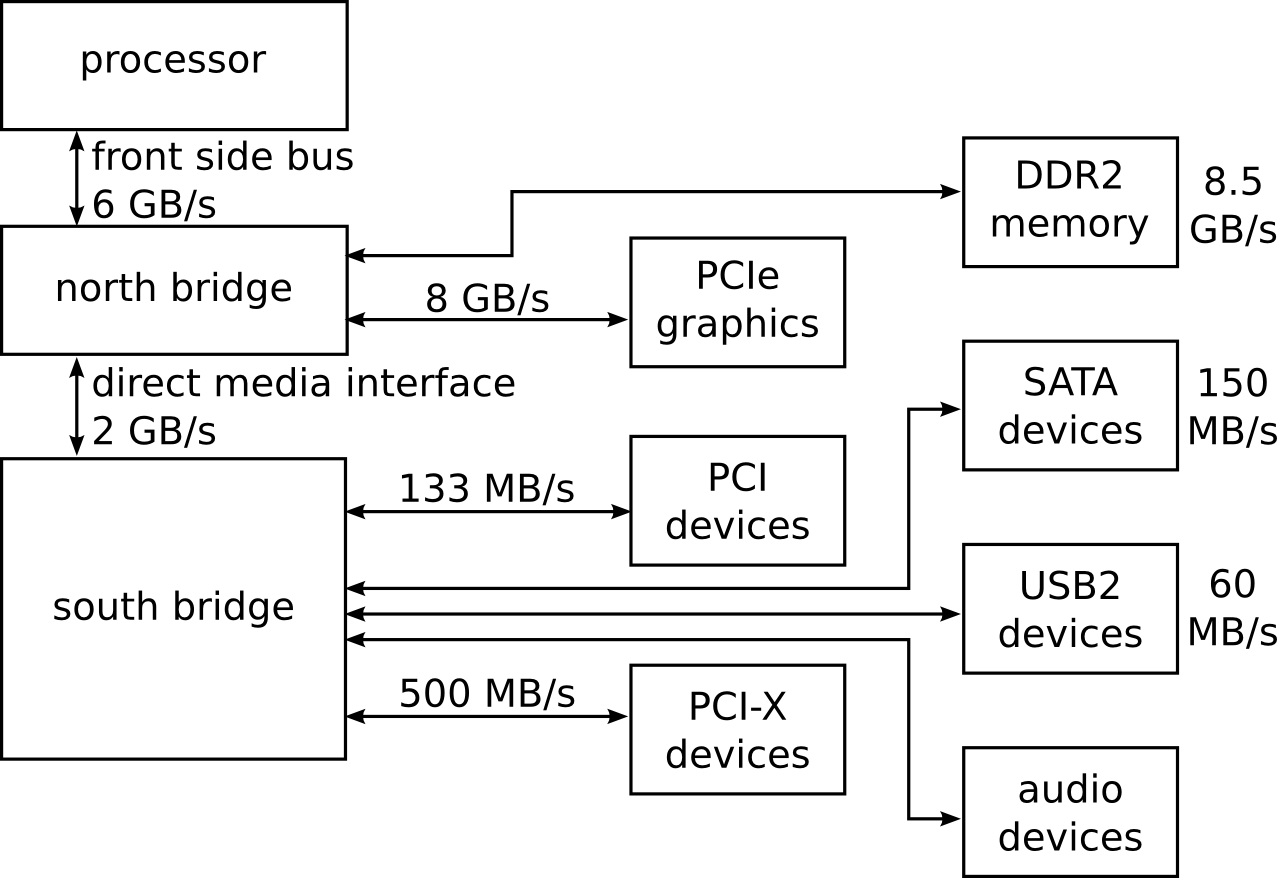 processor
front side bus
6 GB/s
north bridge
DDR2
memory
8.5
GB/s
8 GB/s
PCIe
graphics
direct media interface
2 GB/s
SATA
devices
150
MB/s
133 MB/s
PCI
devices
south bridge
USB2
devices
60
MB/s
500 MB/s
PCI-X
devices
audio
devices